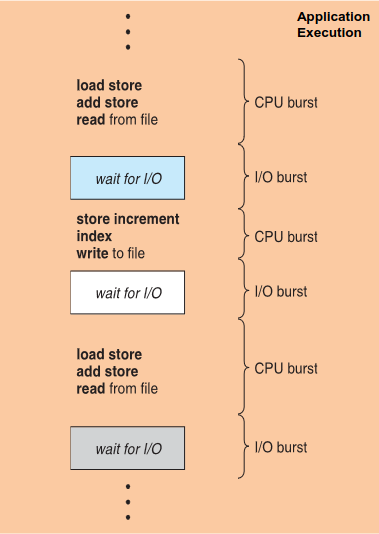 Application
Execution
load store
add store
read from file
CPU burst
wait for I/O
I/O burst
store increment
index
write to file
CPU burst
wait for I/O
I/O burst
load store
add store
read from file
CPU burst
wait for I/O
I/O burst